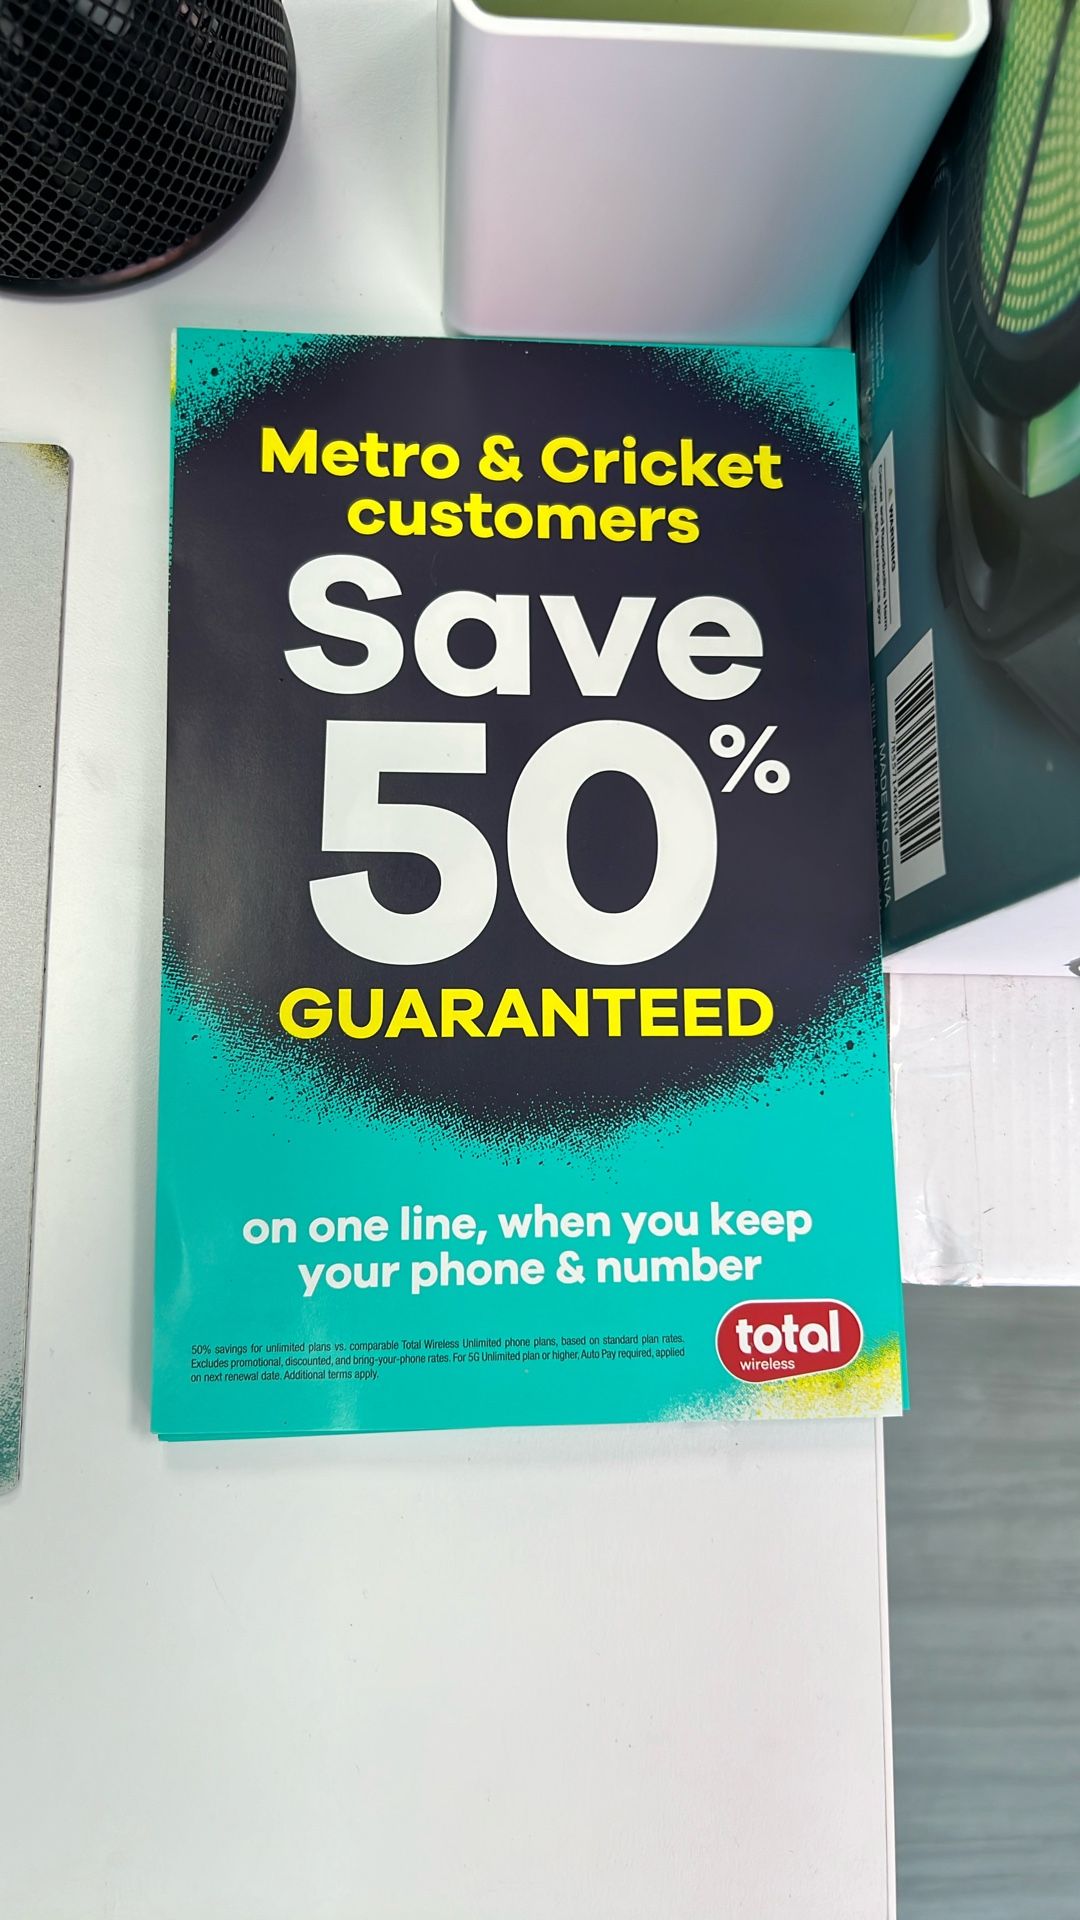 Metro & Cricket
customers
Save
50%
GUARANTEED
on one line, when you keep
your phone & number
50% savings for unlimited plans vs. comparable Total Wireless Unlimited phone plans, based on standard plan rates.
Excludes promotional, discounted, and bring-your-phone rates. For 5G Unlimited plan or higher, Auto Pay required, applied
on next renewal date. Additional terms apply.
total
wireless
WARNING
MADE IN CHINA